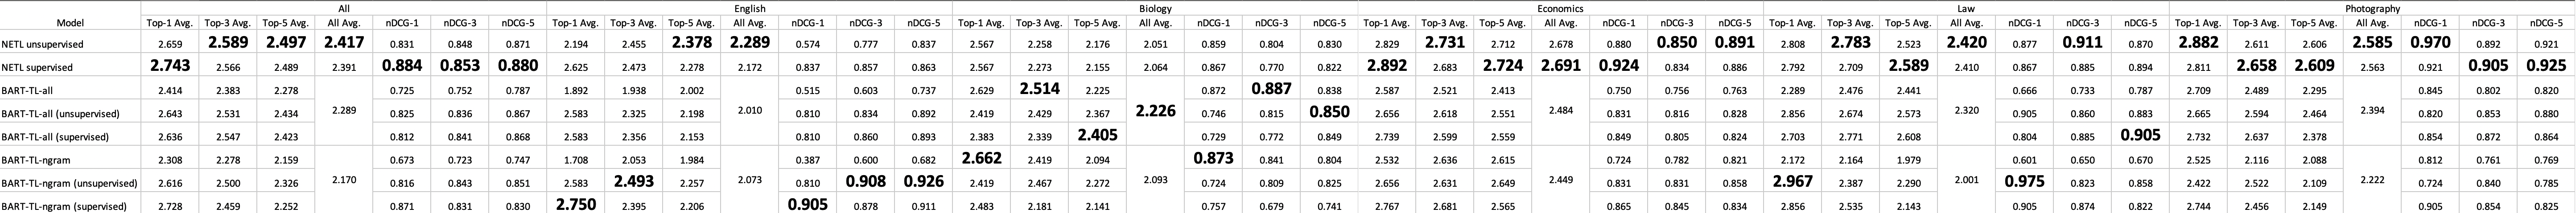 All English Biology Economics Law Photography
Model Top-1 Avg. Top-3 Avg. Top-5 Avg. All Avg. nDCG-1 nDCG-3 nDCG-5 Top-1 Avg. Top-3 Avg. Top-5 Avg. All Avg. nDCG-1 nDCG-3 nDCG-5 Top-1 Avg. Top-3 Avg. Top-5 Avg. All Avg. nDCG-1 nDCG-3 nDCG-5 Top-1 Avg. Top-3 Avg. Top-5 Avg. All Avg. nDCG-1 nDCG-3 nDCG-5 Top-1 Avg. Top-3 Avg. Top-5 Avg. All Avg. nDCG-1 nDCG-3 nDCG-5 Top-1 Avg. Top-3 Avg. Top-5 Avg. All Avg. nDCG-1 nDCG-3 nDCG-5
NETL unsupervised 2.659 2.589 2.497 2.417 0.831 0.848 0.871 2.194 2.455 2.378 2.289 0.574 0.777 0.837 2.567 2.258 2.176 2.051 0.859 0.804 0.830 2.829 2.731 2.712 2.678 0.880 0.850 0.891 2.808 2.783 2.523 2.420 0.877 0.911 0.870 2.882 2.611 2.606 2.585 0.970 0.892 0.921
NETL supervised 2.743 2.566 2.489 2.391 0.884 0.853 0.880 2.625 2.473 2.278 2.172 0.837 0.857 0.863 2.567 2.273 2.155 2.064 0.867 0.770 0.822 2.892 2.683 2.724 2.691 0.924 0.834 0.886 2.792 2.709 2.589 2.410 0.867 0.885 0.894 2.811 2.658 2.609 2.563 0.921 0.905 0.925
BART-TL-all 2.414 2.383 2.278 0.725 0.752 0.787 1.892 1.938 2.002 0.515 0.603 0.737 2.629 2.514 2.225 0.872 0.887 0.838 2.587 2.521 2.413 0.750 0.756 0.763 2.289 2.476 2.441 0.666 0.733 0.787 2.709 2.489 2.295 0.845 0.802 0.820
BART-TL-all (unsupervised) 2.643 2.531 2.434 2.289 0.825 0.836 0.867 2.583 2.325 2.198 2.010 0.810 0.834 0.892 2.419 2.429 2.367 2.226 0.746 0.815 0.850 2.656 2.618 2.551 2.484 0.831 0.816 0.828 2.856 2.674 2.573 2.320 0.905 0.860 0.883 2.665 2.594 2.464 2.394 0.820 0.853 0.880
BART-TL-all (supervised) 2.636 2.547 2.423 0.812 0.841 0.868 2.583 2.356 2.153 0.810 0.860 0.893 2.383 2.339 2.405 0.729 0.772 0.849 2.739 2.599 2.559 0.849 0.805 0.824 2.703 2.771 2.608 0.804 0.885 0.905 2.732 2.637 2.378 0.854 0.872 0.864
BART-TL-ngram 2.308 2.278 2.159 0.673 0.723 0.747 1.708 2.053 1.984 0.387 0.600 0.682 2.662 2.419 2.094 0.873 0.841 0.804 2.532 2.636 2.615 0.724 0.782 0.821 2.172 2.164 1.979 0.601 0.650 0.670 2.525 2.116 2.088 0.812 0.761 0.769
BART-TL-ngram (unsupervised) 2.616 2.500 2.326 2.170 0.816 0.843 0.851 2.583 2.493 2.257 2.073 0.810 0.908 0.926 2.419 2.467 2.272 2.093 0.724 0.809 0.825 2.656 2.631 2.649 2.449 0.831 0.831 0.858 2.967 2.387 2.290 2.001 0.975 0.823 0.858 2.422 2.522 2.109 2.222 0.724 0.840 0.785
BART-TL-ngram (supervised) 2.728 2.459 2.252 0.871 0.831 0.830 2.750 2.395 2.206 0.905 0.878 0.911 2.483 2.181 2.141 0.757 0.679 0.741 2.767 2.681 2.565 0.865 0.845 0.834 2.856 2.535 2.143 0.905 0.874 0.822 2.744 2.456 2.149 0.905 0.854 0.825